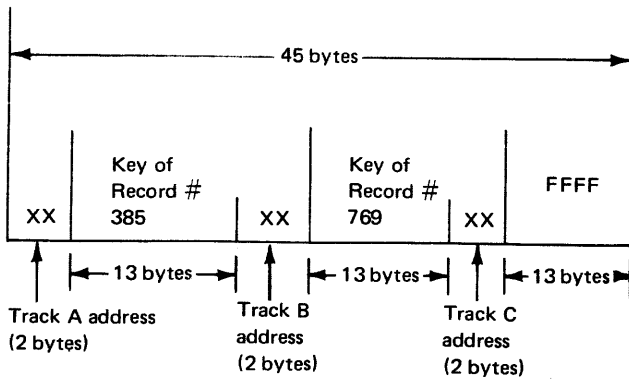 45 bytes
Key of
Record #
385
Key of
Record #
769
FFFF
XX
XX
XX
13 bytes
13 bytes
13 bytes
Track A address
(2 bytes)
Track B
address
(2 bytes)
Track C
address
(2 bytes)